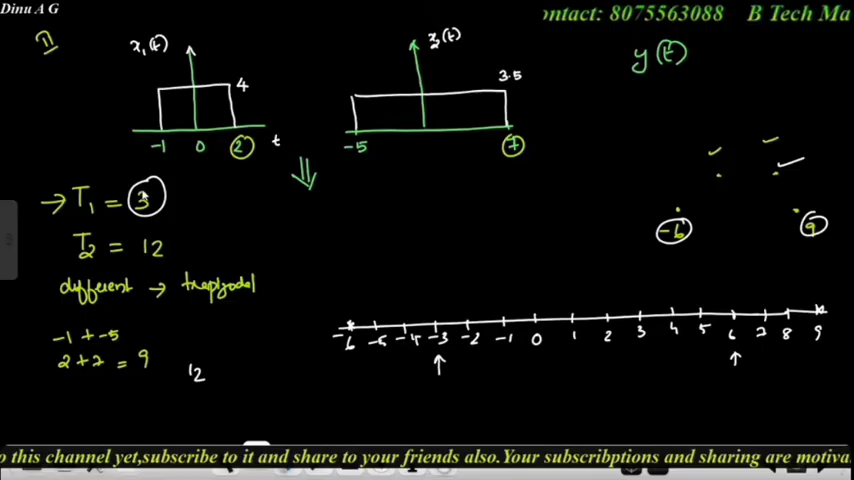 Dinu A G
ontact: 8075563088 B Tech Ma
II
x₁(t)
x₂(t)
y(t)
4
3.5
-1 0 2 t
-5 7
→ T₁ = 3
T₂ = 12
different → trepzodel
-6 9
-1 + -5
2 + 7 = 9
12
-6 -5 -4 -3 -2 -1 0 1 2 3 4 5 6 7 8 9
o this channel yet,subscribe to it and share to your friends also.Your subscribptions and sharing are motiva